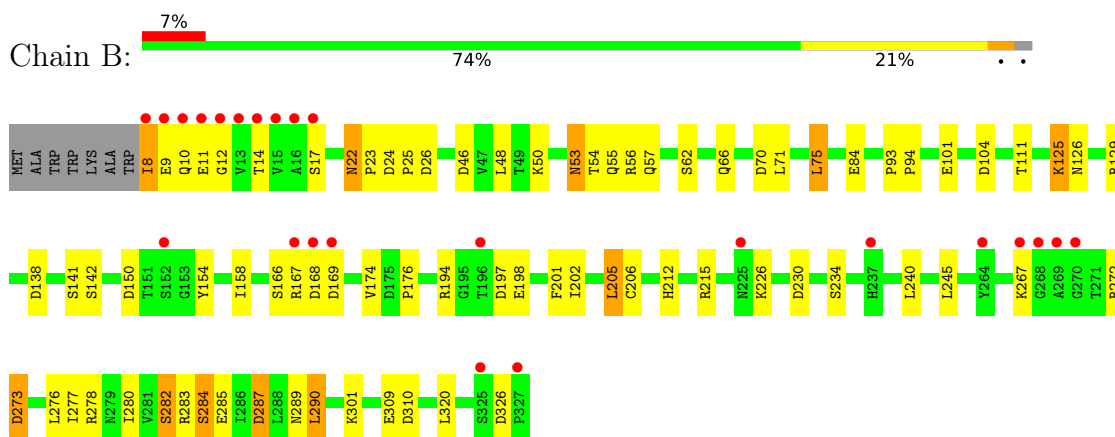 7%
Chain B:
74% 21% • •
MET ALA TRP TRP LYS ALA TRP I8 E9 Q10 E11 G12 V13 T14 V15 A16 S17 N22 P23 D24 P25 D26 D46 V47 L48 T49 K50 N53 T54 Q55 R56 Q57 S62 Q66 D70 L71 L75 E84 P93 P94 E101 D104 T111 K125 N126 R129
D138 S141 S142 D150 T151 S152 G153 Y154 I158 S166 R167 D168 D169 V174 D175 P176 R194 G195 T196 D197 E198 F201 I202 L205 C206 H212 R215 N225 K226 D230 S234 H237 L240 L245 Y264 K267 G268 A269 G270 T271
D273 L276 I277 R278 N279 I280 V281 S282 R283 S284 E285 I286 D287 L288 N289 L290 K301 E309 D310 L320 S325 D326 P327